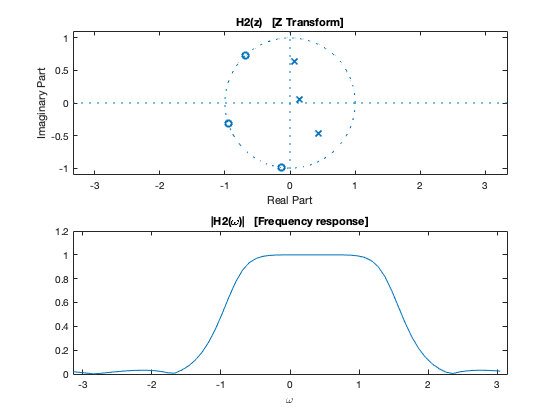 H2(z) [Z Transform]
1
0.5
0
-0.5
-1
Imaginary Part
-3 -2 -1 0 1 2 3
Real Part
|H2(ω)| [Frequency response]
1.2
1
0.8
0.6
0.4
0.2
0
-3 -2 -1 0 1 2 3
ω